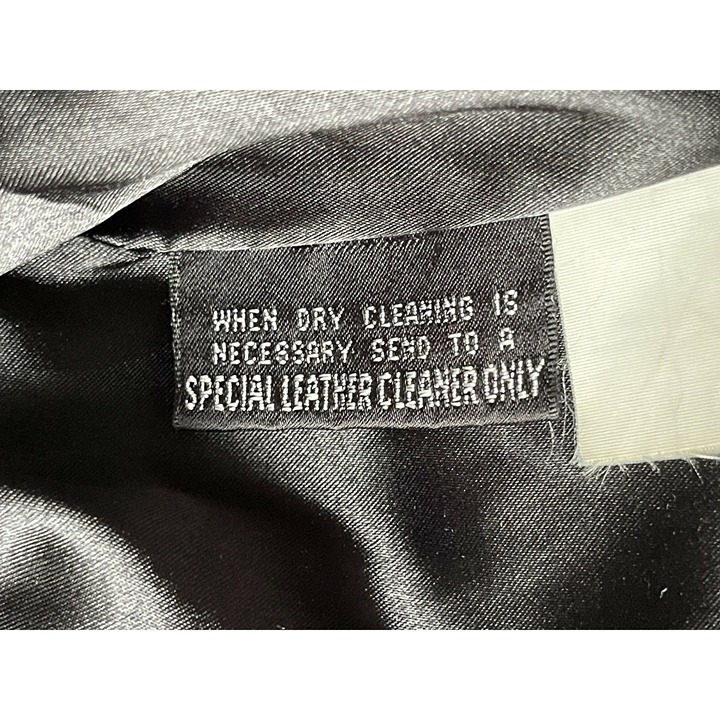 WHEN DRY CLEANING IS
NECESSARY SEND TO A
SPECIAL LEATHER CLEANER ONLY